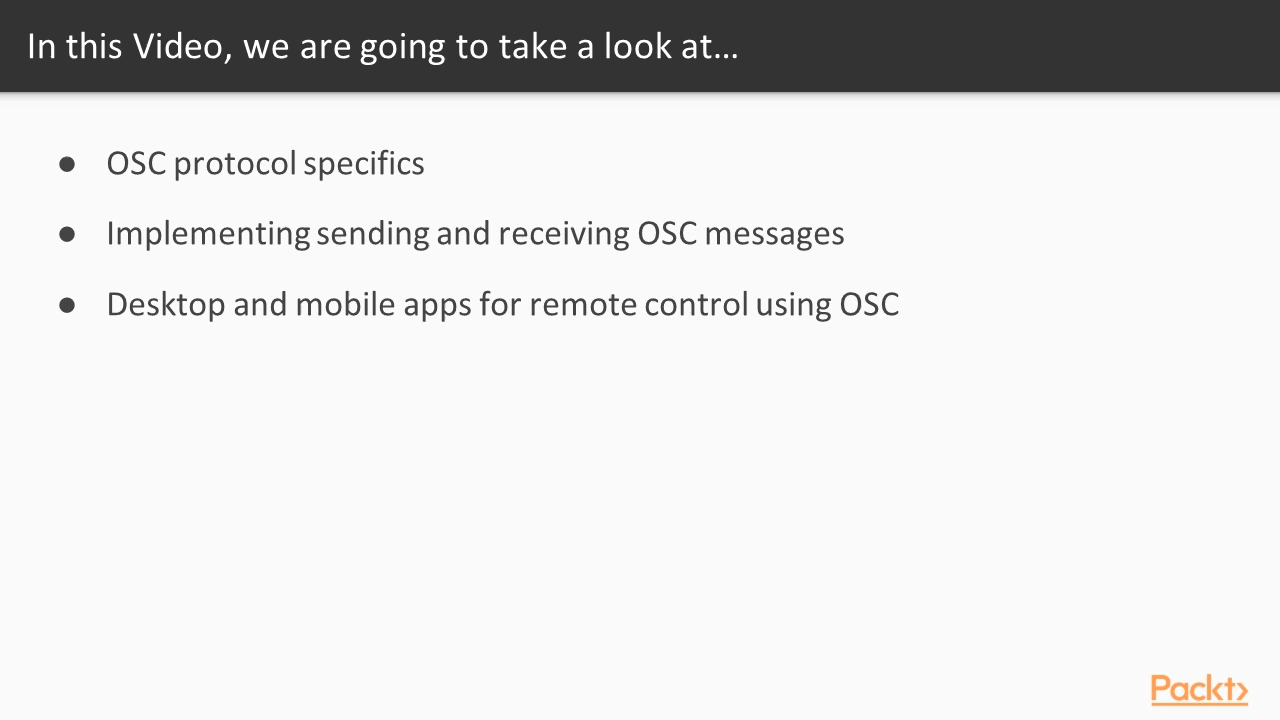 In this Video, we are going to take a look at…
● OSC protocol specifics
● Implementing sending and receiving OSC messages
● Desktop and mobile apps for remote control using OSC
Packt>